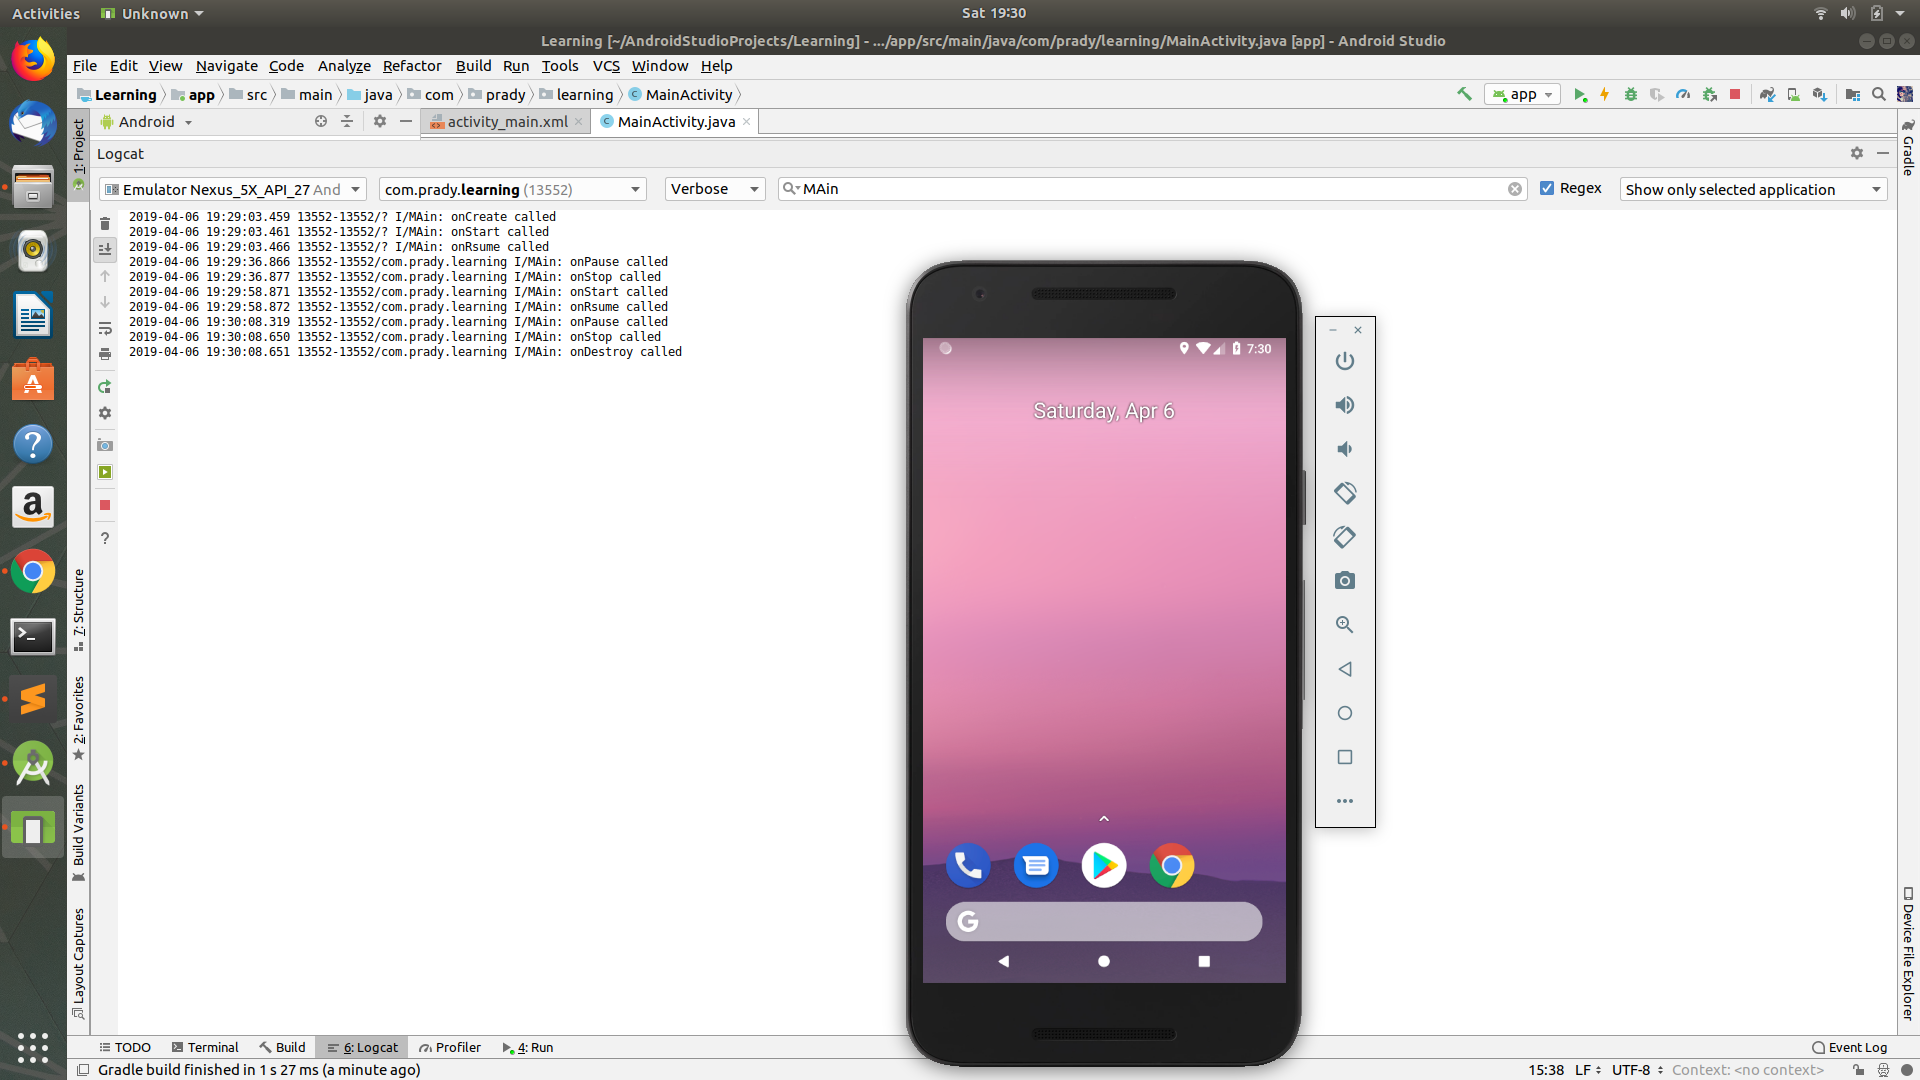 Activities Unknown Sat 19:30
Learning [~/AndroidStudioProjects/Learning] - .../app/src/main/java/com/prady/learning/MainActivity.java [app] - Android Studio
File Edit View Navigate Code Analyze Refactor Build Run Tools VCS Window Help
Learning app src main java com prady learning MainActivity app
Android activity_main.xml MainActivity.java
Logcat
Emulator Nexus_5X_API_27 And com.prady.learning (13552) Verbose MAin Regex Show only selected application
2019-04-06 19:29:03.459 13552-13552/? I/MAin: onCreate called
2019-04-06 19:29:03.461 13552-13552/? I/MAin: onStart called
2019-04-06 19:29:03.466 13552-13552/? I/MAin: onRsume called
2019-04-06 19:29:36.866 13552-13552/com.prady.learning I/MAin: onPause called
2019-04-06 19:29:36.877 13552-13552/com.prady.learning I/MAin: onStop called
2019-04-06 19:29:58.871 13552-13552/com.prady.learning I/MAin: onStart called
2019-04-06 19:29:58.872 13552-13552/com.prady.learning I/MAin: onRsume called
2019-04-06 19:30:08.319 13552-13552/com.prady.learning I/MAin: onPause called
2019-04-06 19:30:08.650 13552-13552/com.prady.learning I/MAin: onStop called
2019-04-06 19:30:08.651 13552-13552/com.prady.learning I/MAin: onDestroy called
1: Project
7: Structure
2: Favorites
Build Variants
Layout Captures
7:30
Saturday, Apr 6
G
Gradle
Device File Explorer
TODO Terminal Build 6: Logcat Profiler 4: Run Event Log
Gradle build finished in 1 s 27 ms (a minute ago) 15:38 LF UTF-8 Context: <no context>